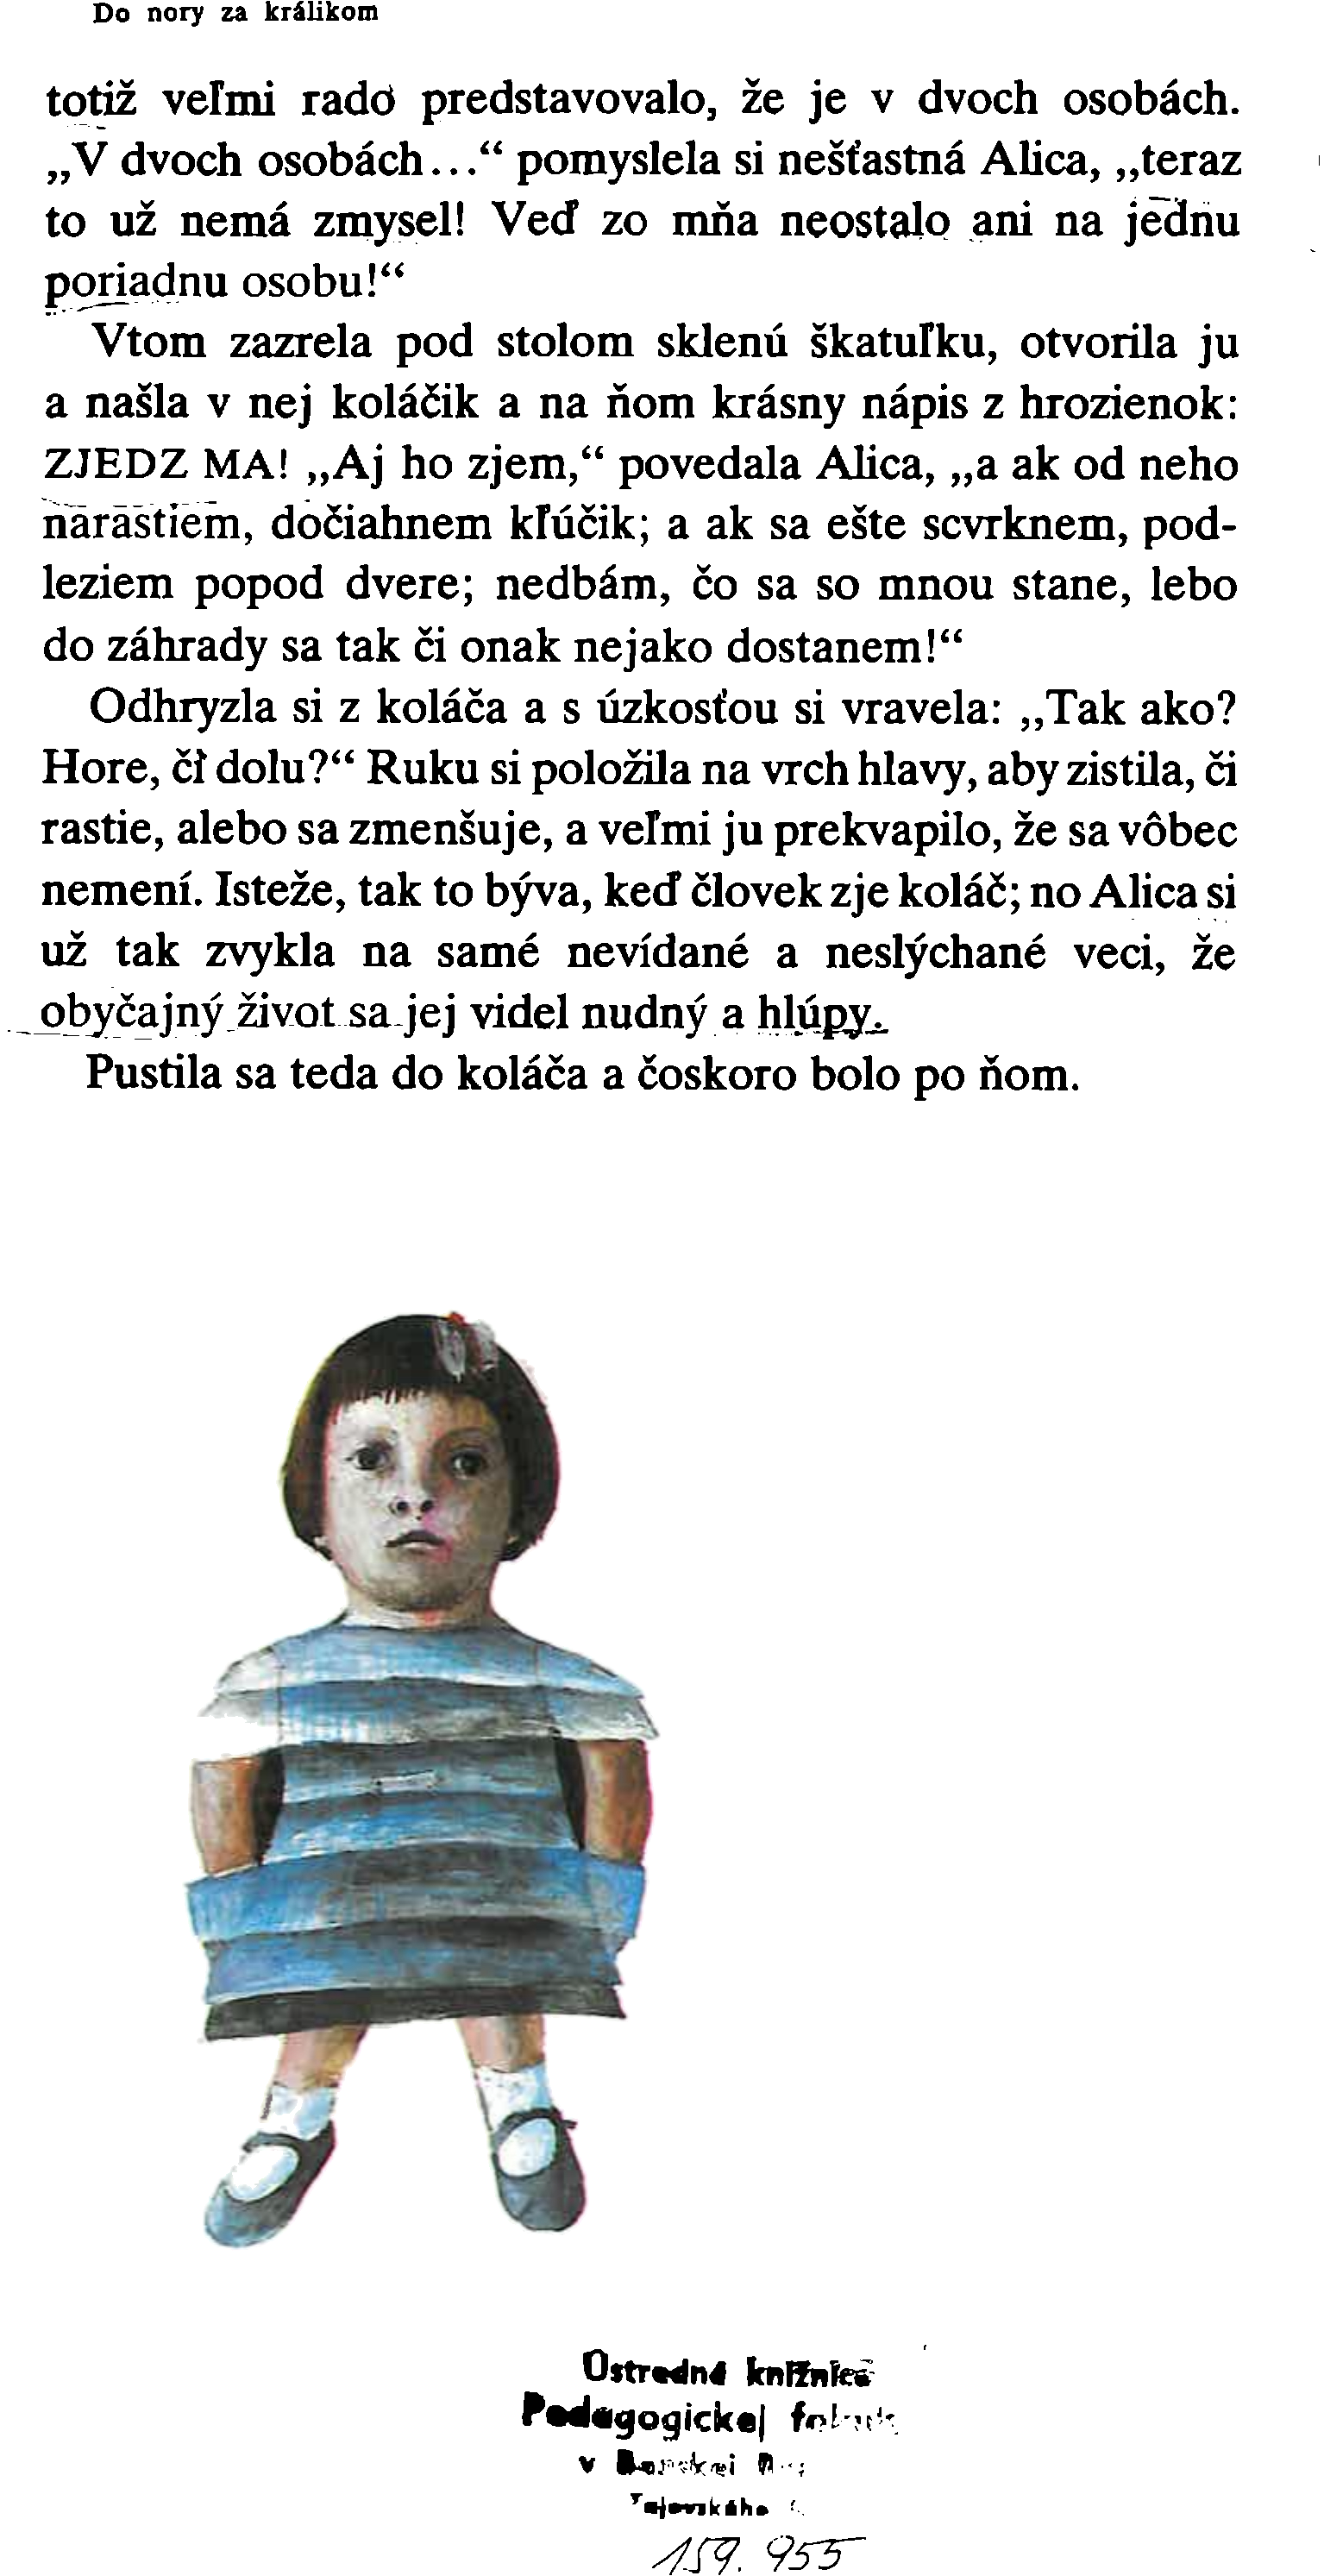 Do nory za králikom
totiž veľmi rado predstavovalo, že je v dvoch osobách.
„V dvoch osobách...“ pomyslela si nešťastná Alica, „teraz
to už nemá zmysel! Veď zo mňa neostalo ani na jednu
poriadnu osobu!“
Vtom zazrela pod stolom sklenú škatuľku, otvorila ju
a našla v nej koláčik a na ňom krásny nápis z hrozienok:
ZJEDZ MA! „Aj ho zjem,“ povedala Alica, „a ak od neho
narastiem, dočiahnem kľúčik; a ak sa ešte scvrknem, pod-
leziem popod dvere; nedbám, čo sa so mnou stane, lebo
do záhrady sa tak či onak nejako dostanem!“
Odhryzla si z koláča a s úzkosťou si vravela: „Tak ako?
Hore, či dolu?“ Ruku si položila na vrch hlavy, aby zistila, či
rastie, alebo sa zmenšuje, a veľmi ju prekvapilo, že sa vôbec
nemení. Isteže, tak to býva, keď človek zje koláč; no Alica si
už tak zvykla na samé nevídané a neslýchané veci, že
obyčajný život sa jej videl nudný a hlúpy.
Pustila sa teda do koláča a čoskoro bolo po ňom.
Ústredná knižnica
Pedagogickej
v
Tajovského
159. 955